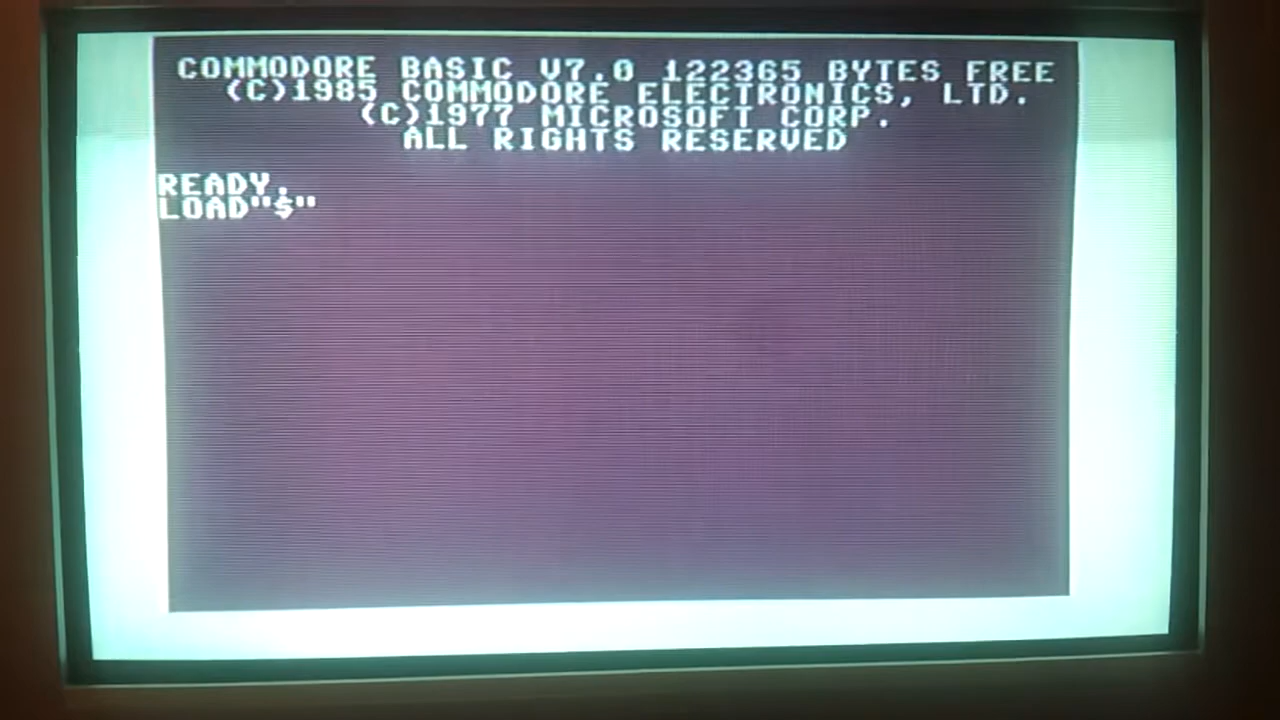 COMMODORE BASIC V7.0 122365 BYTES FREE
(C)1985 COMMODORE ELECTRONICS, LTD.
(C)1977 MICROSOFT CORP.
ALL RIGHTS RESERVED
READY.
LOAD"$"